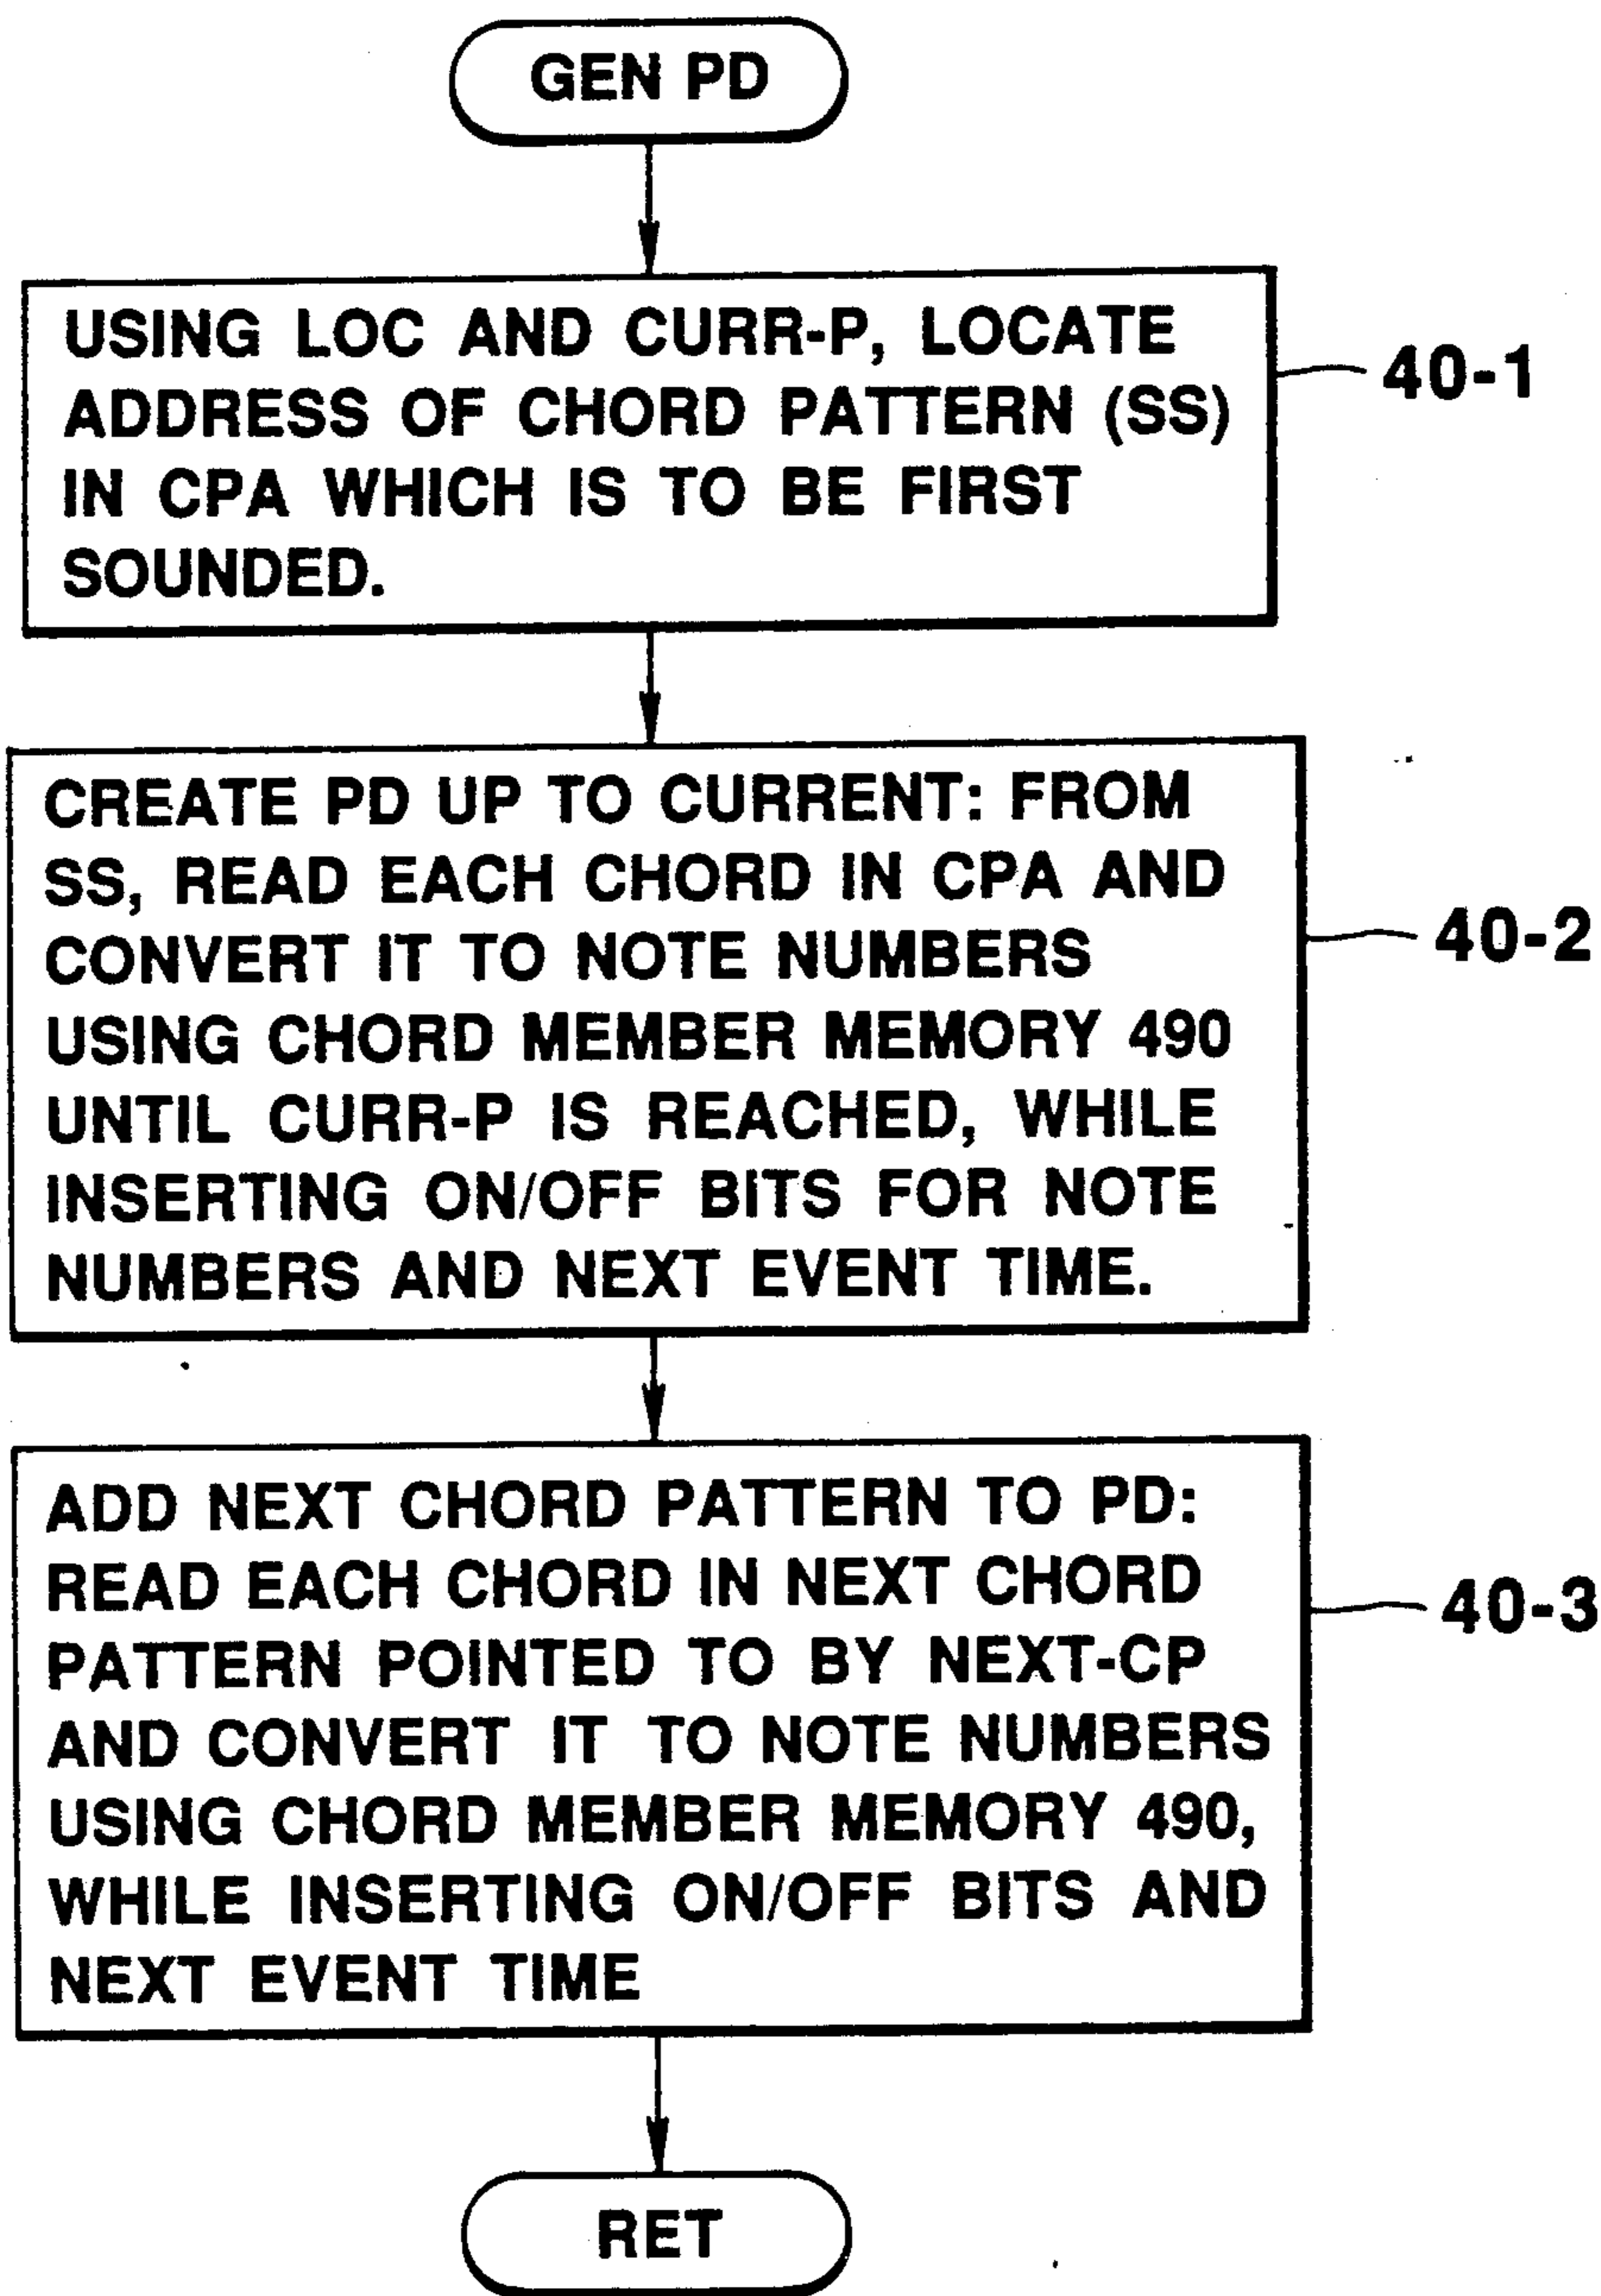 GEN PD
USING LOC AND CURR-P, LOCATE
ADDRESS OF CHORD PATTERN (SS)
IN CPA WHICH IS TO BE FIRST
SOUNDED.
40-1
CREATE PD UP TO CURRENT: FROM
SS, READ EACH CHORD IN CPA AND
CONVERT IT TO NOTE NUMBERS
USING CHORD MEMBER MEMORY 490
UNTIL CURR-P IS REACHED, WHILE
INSERTING ON/OFF BITS FOR NOTE
NUMBERS AND NEXT EVENT TIME.
40-2
ADD NEXT CHORD PATTERN TO PD:
READ EACH CHORD IN NEXT CHORD
PATTERN POINTED TO BY NEXT-CP
AND CONVERT IT TO NOTE NUMBERS
USING CHORD MEMBER MEMORY 490,
WHILE INSERTING ON/OFF BITS AND
NEXT EVENT TIME
40-3
RET